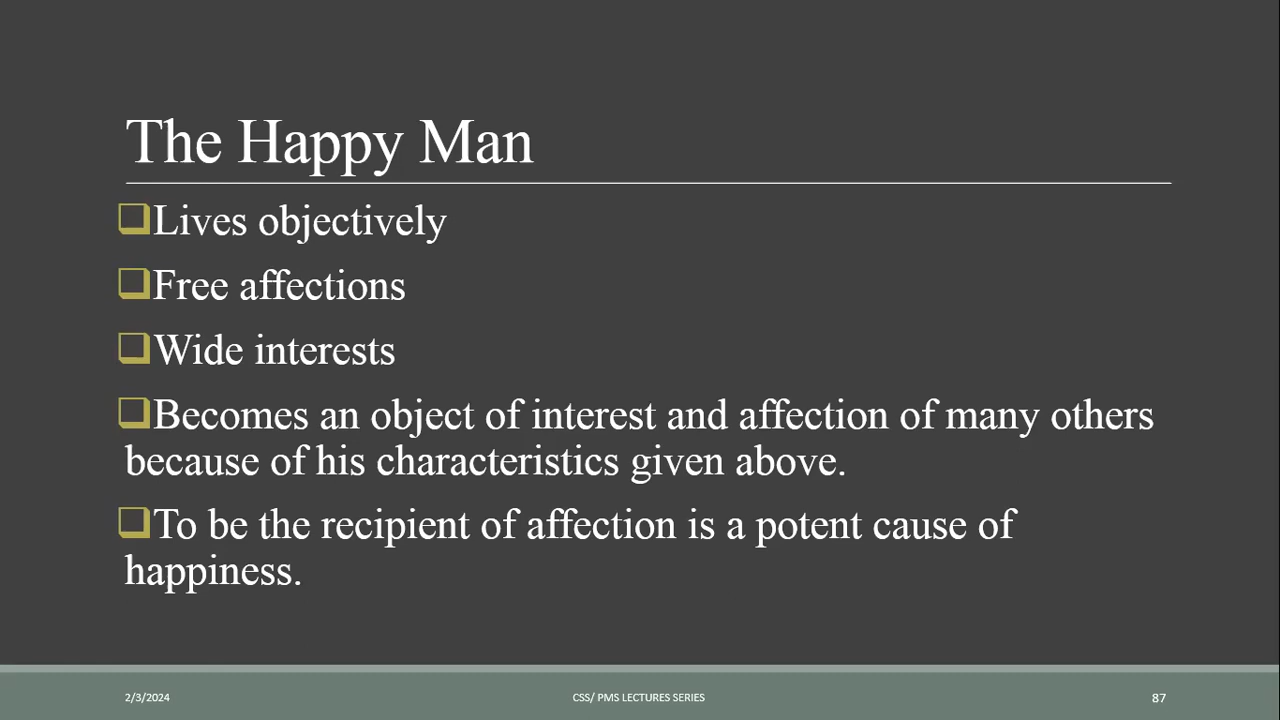 The Happy Man
❑Lives objectively
❑Free affections
❑Wide interests
❑Becomes an object of interest and affection of many others
because of his characteristics given above.
❑To be the recipient of affection is a potent cause of
happiness.
2/3/2024
CSS/ PMS LECTURES SERIES
87